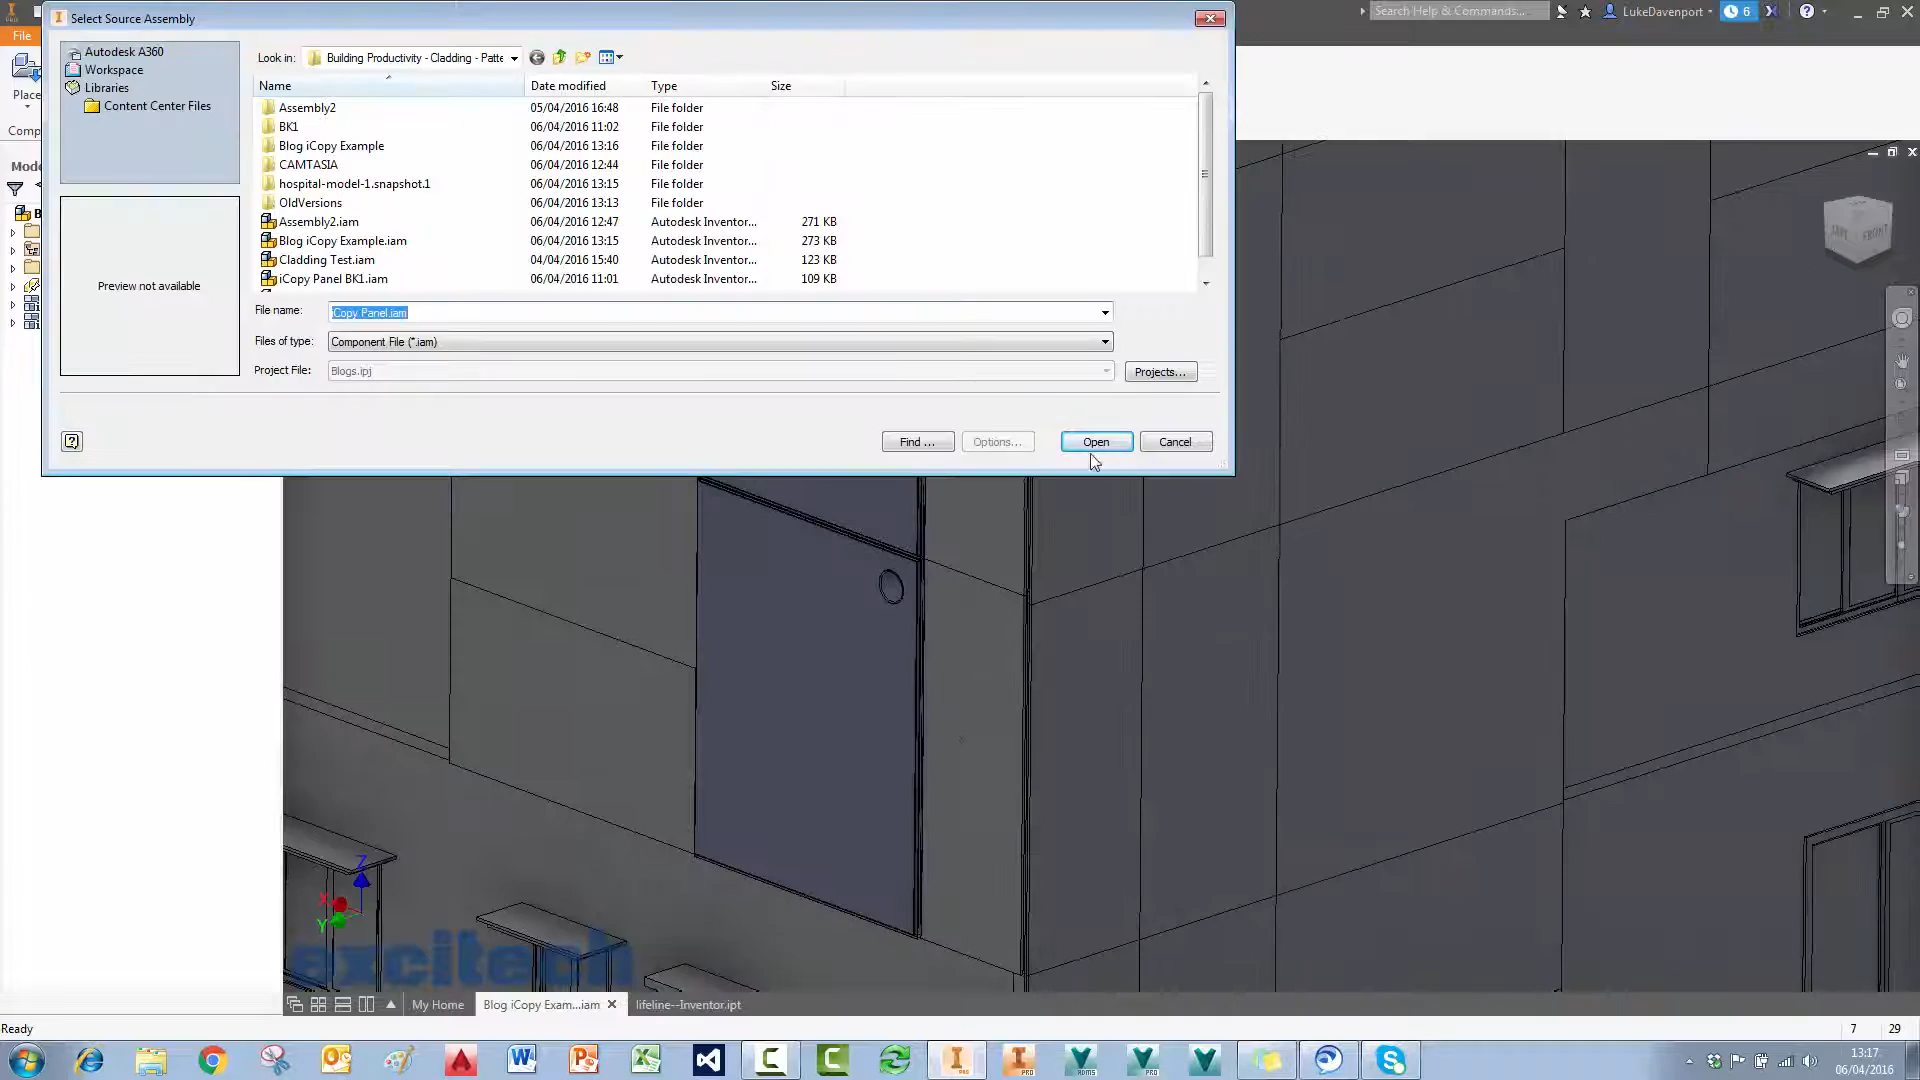 Select Source Assembly
Search Help & Commands...
LukeDavenport
6
File
Autodesk A360
Workspace
Libraries
Content Center Files
Look in:
Building Productivity - Cladding - Patte
Name
Date modified
Type
Size
Assembly2
05/04/2016 16:48
File folder
BK1
06/04/2016 11:02
File folder
Blog iCopy Example
06/04/2016 13:16
File folder
CAMTASIA
06/04/2016 12:44
File folder
hospital-model-1.snapshot.1
06/04/2016 13:15
File folder
OldVersions
06/04/2016 13:13
File folder
Assembly2.iam
06/04/2016 12:47
Autodesk Inventor...
271 KB
Blog iCopy Example.iam
06/04/2016 13:15
Autodesk Inventor...
273 KB
Cladding Test.iam
04/04/2016 15:40
Autodesk Inventor...
123 KB
iCopy Panel BK1.iam
06/04/2016 11:01
Autodesk Inventor...
109 KB
Preview not available
File name:
iCopy Panel.iam
Files of type:
Component File (*.iam)
Project File:
Blogs.ipj
Projects...
Find ...
Options...
Open
Cancel
Place
Comp
Mode
B
FRONT
Z
X
Y
excitech
My Home
Blog iCopy Exam...iam
lifeline--Inventor.ipt
Ready
7
29
13:17
06/04/2016